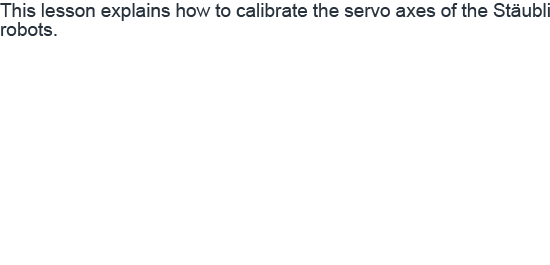 This lesson explains how to calibrate the servo axes of the Stäubli
robots.